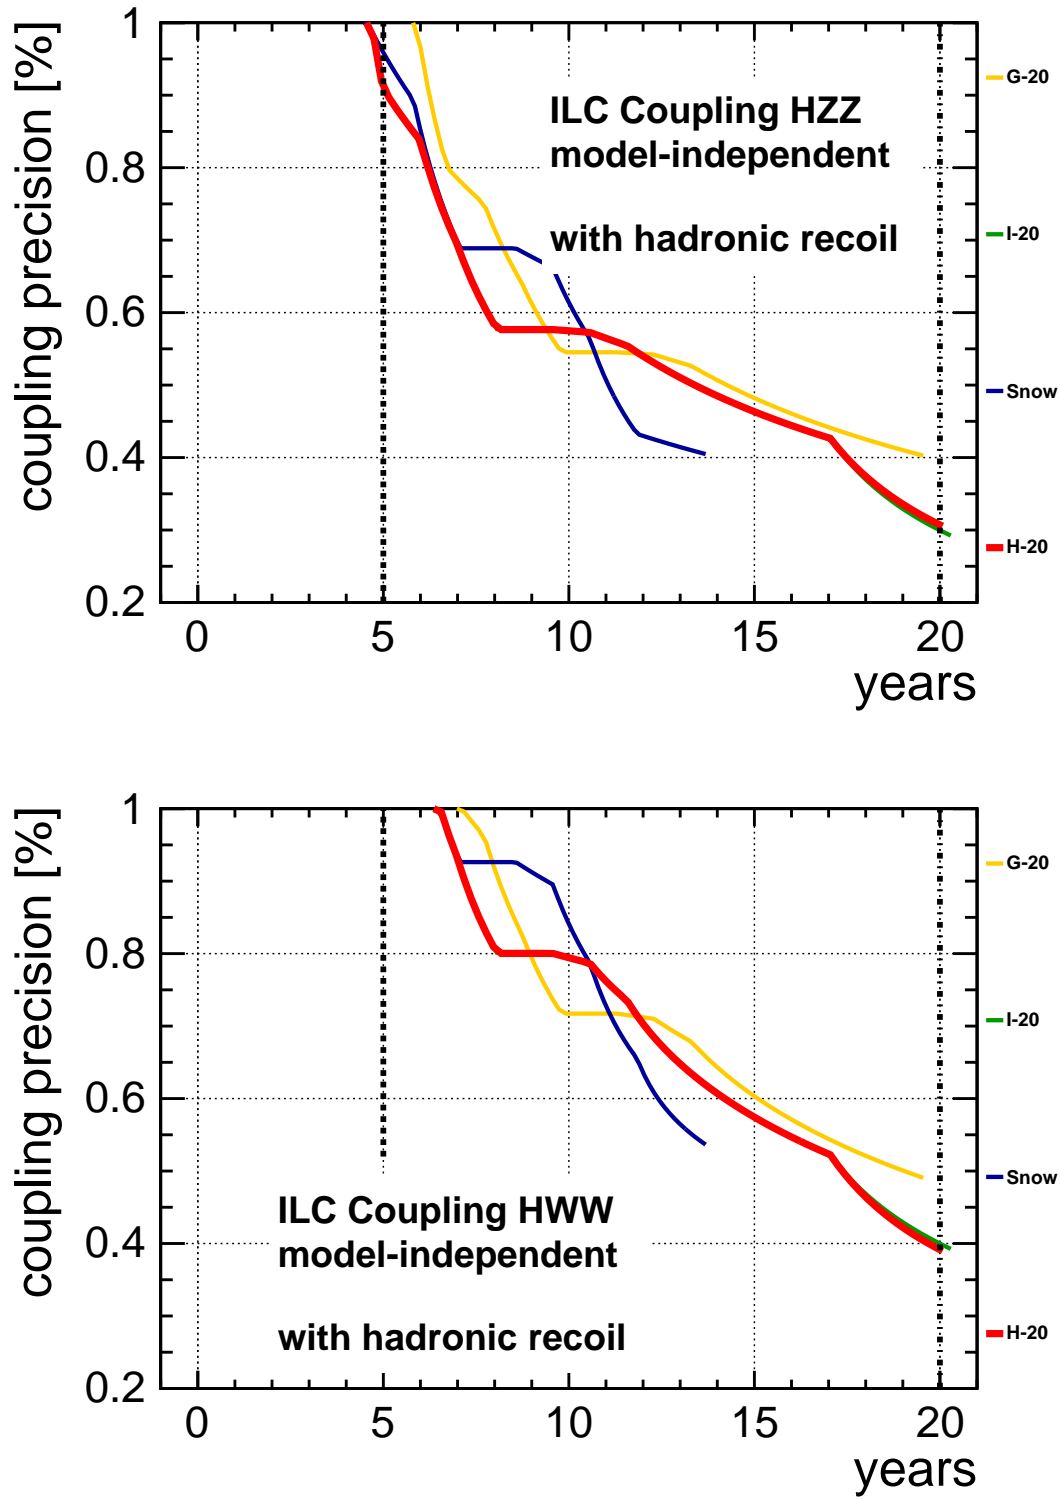 coupling precision [%]
1
0.8
0.6
0.4
0.2
ILC Coupling HZZ
model-independent
with hadronic recoil
G-20
I-20
Snow
H-20
0 5 10 15 20
years
coupling precision [%]
1
0.8
0.6
0.4
0.2
ILC Coupling HWW
model-independent
with hadronic recoil
G-20
I-20
Snow
H-20
0 5 10 15 20
years